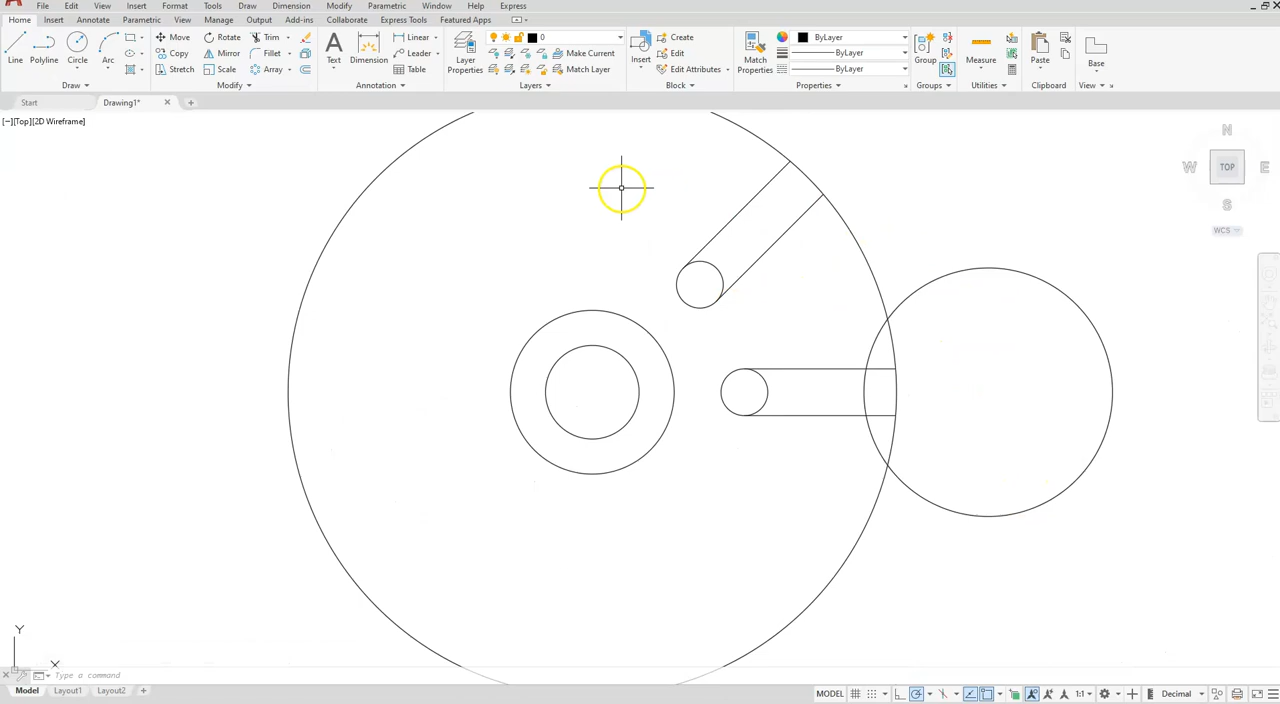 File Edit View Insert Format Tools Draw Dimension Modify Parametric Window Help Express
Home Insert Annotate Parametric View Manage Output Add-ins Collaborate Express Tools Featured Apps
Line Polyline Circle Arc
Move Rotate Trim
Copy Mirror Fillet
Stretch Scale Array
Text Dimension
Linear
Leader
Table
Layer Properties
0
Make Current
Match Layer
Insert
Create
Edit
Edit Attributes
Match Properties
ByLayer
ByLayer
ByLayer
Group
Measure
Paste
Base
Draw Modify Annotation Layers Block Properties Groups Utilities Clipboard View
Start Drawing1*
[−][Top][2D Wireframe]
N
W TOP E
S
WCS
Y
X
Type a command
Model Layout1 Layout2
MODEL 1:1 Decimal